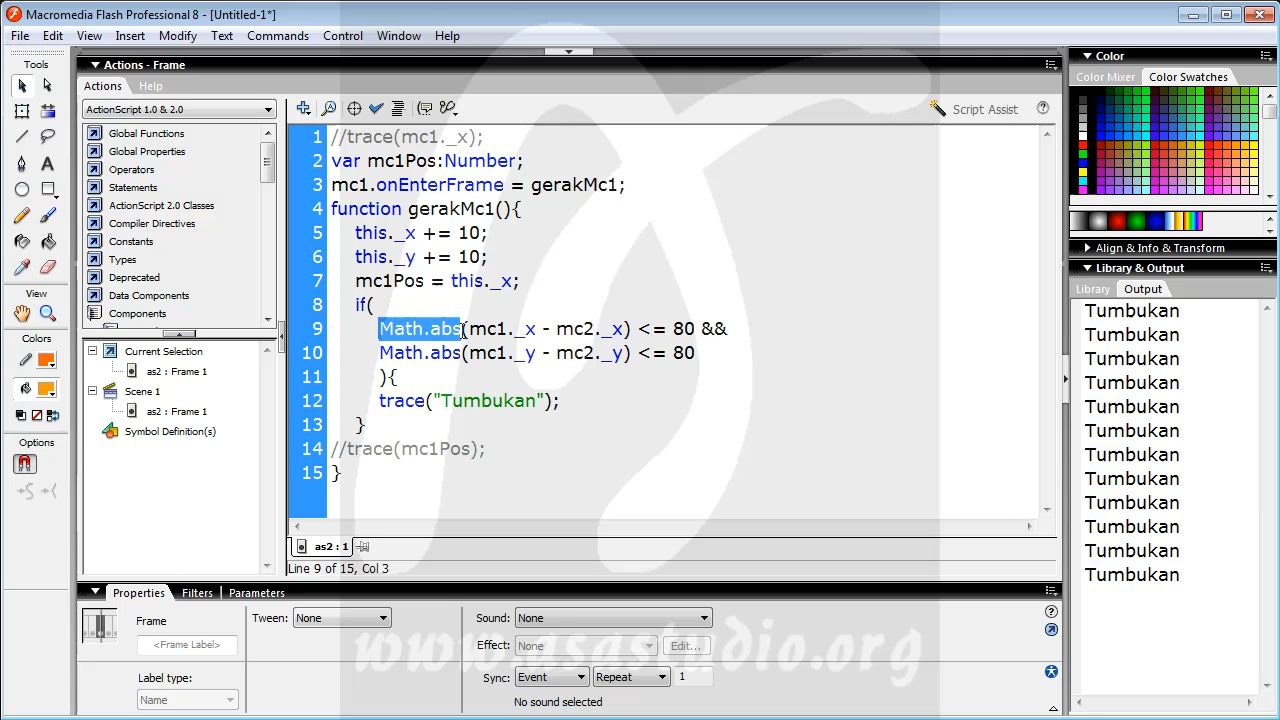 Macromedia Flash Professional 8 - [Untitled-1*]
File Edit View Insert Modify Text Commands Control Window Help
Tools
View
Colors
Options
Actions - Frame
Actions Help
ActionScript 1.0 & 2.0
Global Functions
Global Properties
Operators
Statements
ActionScript 2.0 Classes
Compiler Directives
Constants
Types
Deprecated
Data Components
Components
Current Selection
as2 : Frame 1
Scene 1
as2 : Frame 1
Symbol Definition(s)
Script Assist
1 //trace(mc1._x);
2 var mc1Pos:Number;
3 mc1.onEnterFrame = gerakMc1;
4 function gerakMc1(){
5 this._x += 10;
6 this._y += 10;
7 mc1Pos = this._x;
8 if(
9 Math.abs(mc1._x - mc2._x) <= 80 &&
10 Math.abs(mc1._y - mc2._y) <= 80
11 ){
12 trace("Tumbukan");
13 }
14 //trace(mc1Pos);
15 }
as2 : 1
Line 9 of 15, Col 3
Properties Filters Parameters
Frame
<Frame Label>
Label type:
Name
Tween: None
Sound: None
Effect: None Edit...
Sync: Event Repeat 1
No sound selected
www.asastudio.org
Color
Color Mixer Color Swatches
Align & Info & Transform
Library & Output
Library Output
Tumbukan
Tumbukan
Tumbukan
Tumbukan
Tumbukan
Tumbukan
Tumbukan
Tumbukan
Tumbukan
Tumbukan
Tumbukan
Tumbukan